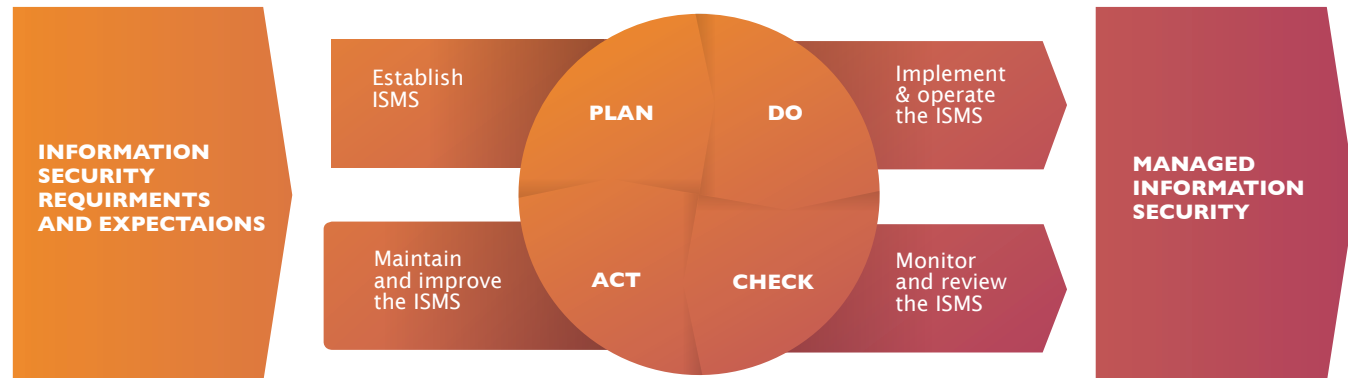 INFORMATION
SECURITY
REQUIRMENTS
AND EXPECTAIONS
Establish
ISMS
PLAN
DO
Implement
& operate
the ISMS
Maintain
and improve
the ISMS
ACT
CHECK
Monitor
and review
the ISMS
MANAGED
INFORMATION
SECURITY